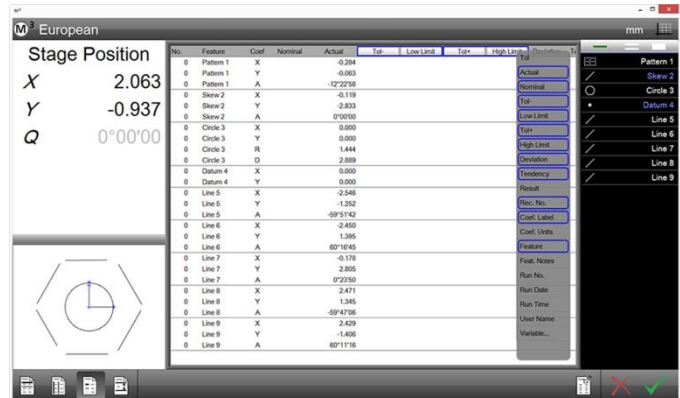 M³ European
mm
Stage Position
X 2.063
Y -0.937
Q 0°00'00
No. Feature Coef Nominal Actual Tol- Low Limit Tol+ High Limit
0 Pattern 1 X -0.284
0 Pattern 1 Y -0.063
0 Pattern 1 A -12°22'58
0 Skew 2 X -0.119
0 Skew 2 Y -2.833
0 Skew 2 A 0°00'00
0 Circle 3 X 0.000
0 Circle 3 Y 0.000
0 Circle 3 R 1.444
0 Circle 3 D 2.889
0 Datum 4 X 0.000
0 Datum 4 Y 0.000
0 Line 5 X -2.546
0 Line 5 Y -1.252
0 Line 5 A -59°51'42
0 Line 6 X -2.450
0 Line 6 Y 1.395
0 Line 6 A 60°16'45
0 Line 7 X -0.178
0 Line 7 Y 2.805
0 Line 7 A 0°23'50
0 Line 8 X 2.471
0 Line 8 Y 1.345
0 Line 8 A -59°47'06
0 Line 9 X 2.429
0 Line 9 Y -1.406
0 Line 9 A 60°11'16
Tol
Actual
Nominal
Tol-
Low Limit
Tol+
High Limit
Deviation
Tendency
Result
Rec. No.
Coef. Label
Coef. Units
Feature
Feat. Notes
Run No.
Run Date
Run Time
User Name
Variable...
Pattern 1
Skew 2
Circle 3
Datum 4
Line 5
Line 6
Line 7
Line 8
Line 9